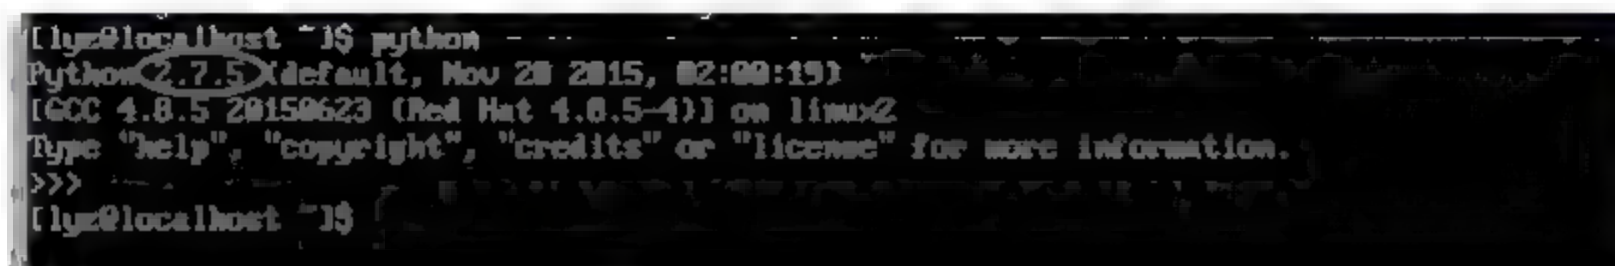 [lyz@localhost ~]$ python
Python 2.7.5 (default, Nov 20 2015, 02:00:19)
[GCC 4.8.5 20150623 (Red Hat 4.8.5-4)] on linux2
Type "help", "copyright", "credits" or "license" for more information.
>>>
[lyz@localhost ~]$